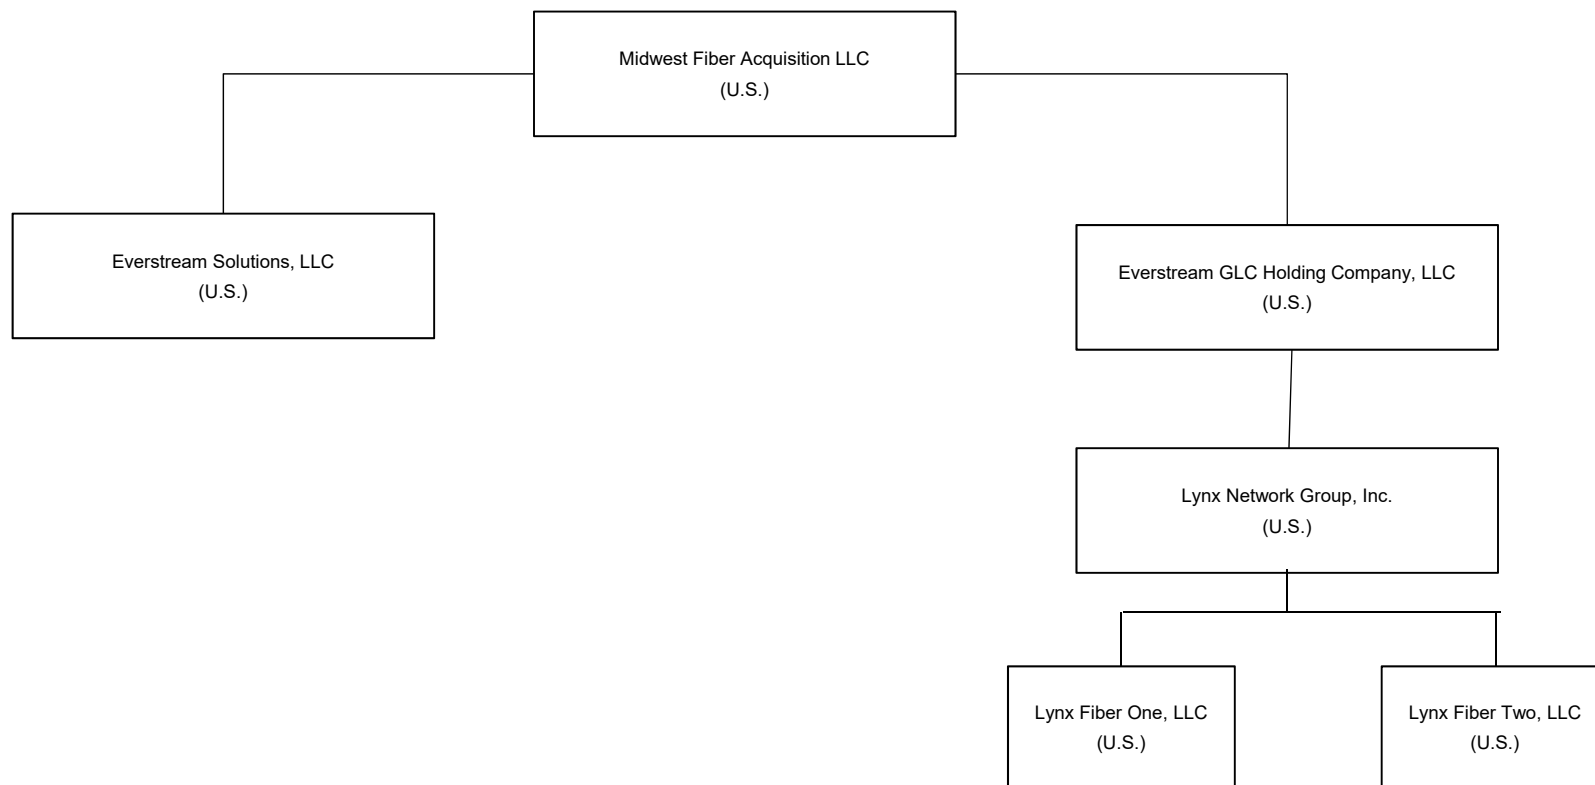 Midwest Fiber Acquisition LLC
(U.S.)
Everstream Solutions, LLC
(U.S.)
Everstream GLC Holding Company, LLC
(U.S.)
Lynx Network Group, Inc.
(U.S.)
Lynx Fiber One, LLC
(U.S.)
Lynx Fiber Two, LLC
(U.S.)